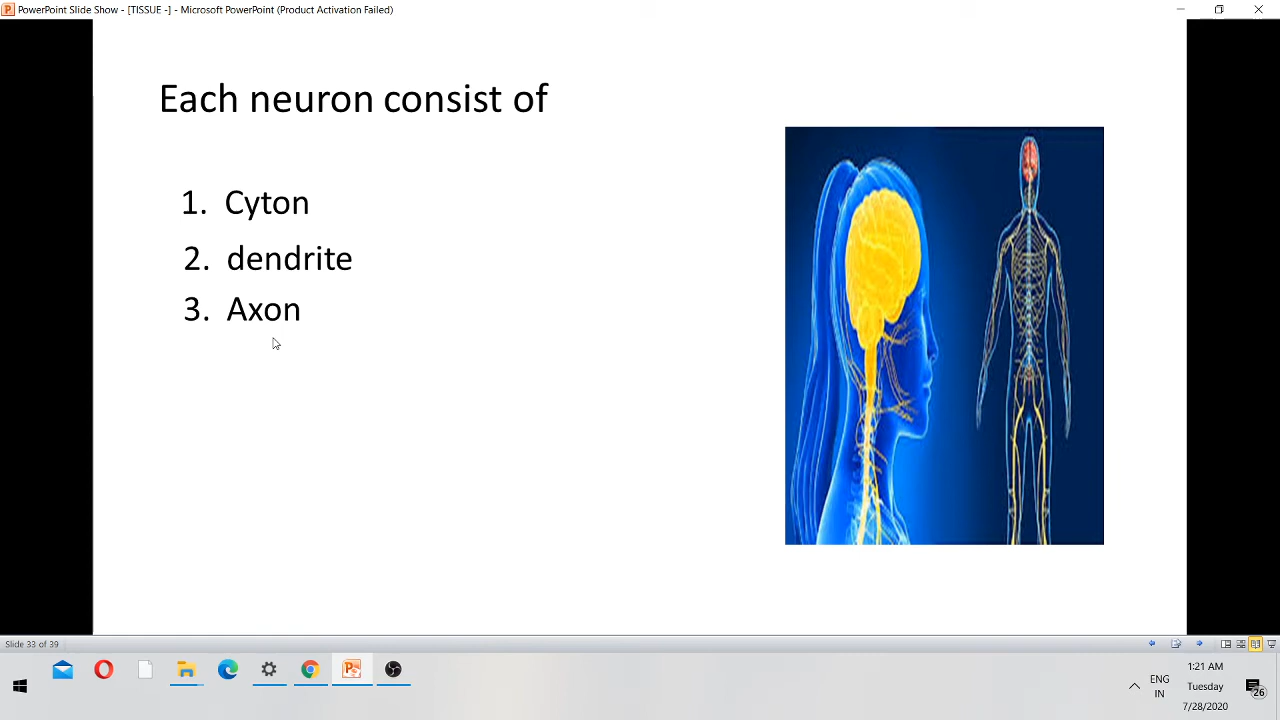 PowerPoint Slide Show - [TISSUE -] - Microsoft PowerPoint (Product Activation Failed)
Each neuron consist of
1. Cyton
2. dendrite
3. Axon
Slide 33 of 39
1:21 AM
ENG
IN
Tuesday
7/28/2020
26